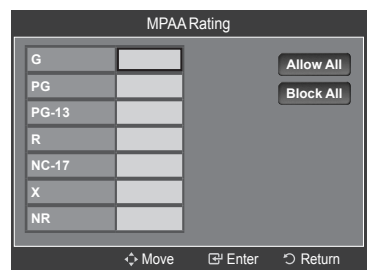 MPAA Rating
G
Allow All
PG
Block All
PG-13
R
NC-17
X
NR
Move Enter Return